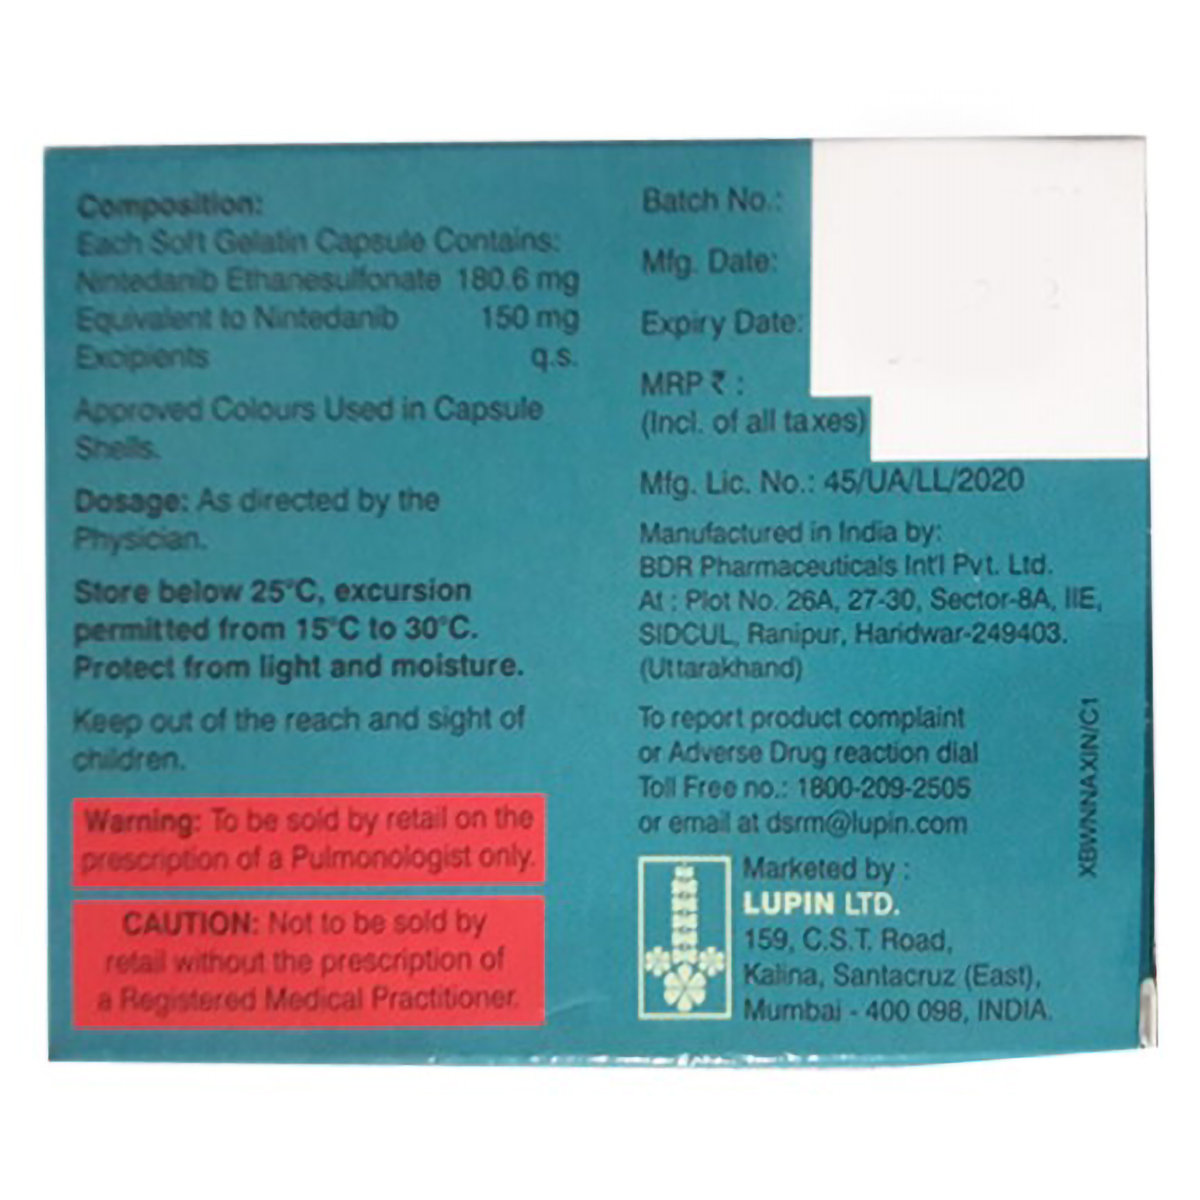 Composition:
Each Soft Gelatin Capsule Contains:
Nintedanib Ethanesulfonate 180.6 mg
Equivalent to Nintedanib 150 mg
Excipients q.s.
Approved Colours Used in Capsule
Shells.
Dosage: As directed by the
Physician.
Store below 25°C, excursion
permitted from 15°C to 30°C.
Protect from light and moisture.
Keep out of the reach and sight of
children.
Warning: To be sold by retail on the
prescription of a Pulmonologist only.
CAUTION: Not to be sold by
retail without the prescription of
a Registered Medical Practitioner.
Batch No.:
Mfg. Date:
Expiry Date:
MRP ₹ :
(Incl. of all taxes)
Mfg. Lic. No.: 45/UA/LL/2020
Manufactured in India by:
BDR Pharmaceuticals Int'l Pvt. Ltd.
At : Plot No. 26A, 27-30, Sector-8A, IIE,
SIDCUL, Ranipur, Haridwar-249403.
(Uttarakhand)
To report product complaint
or Adverse Drug reaction dial
Toll Free no.: 1800-209-2505
or email at dsrm@lupin.com
Marketed by :
LUPIN LTD.
159, C.S.T. Road,
Kalina, Santacruz (East),
Mumbai - 400 098, INDIA.
XBWNNAXIN/C1